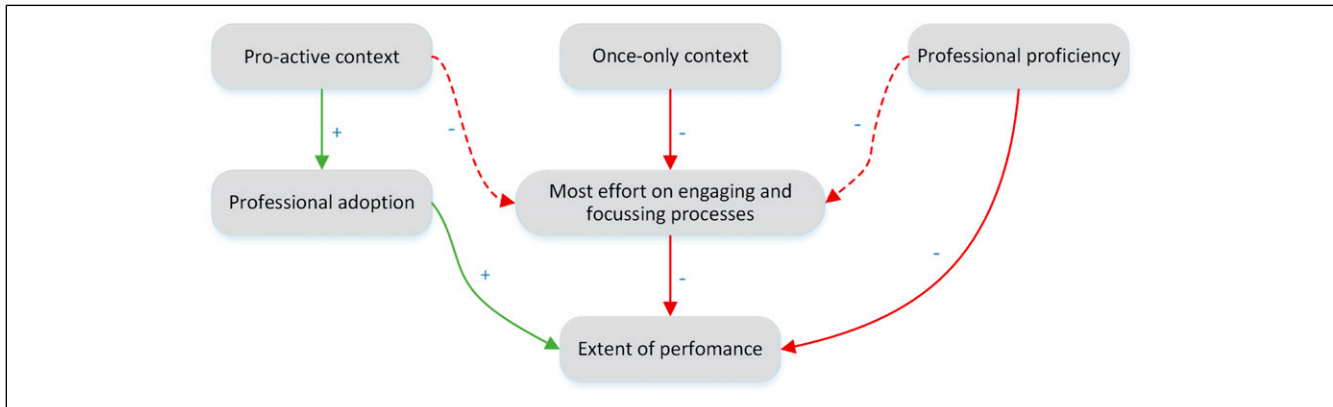 Pro-active context
Once-only context
Professional proficiency
+
-
-
-
Professional adoption
Most effort on engaging and
focussing processes
+
-
-
Extent of perfomance